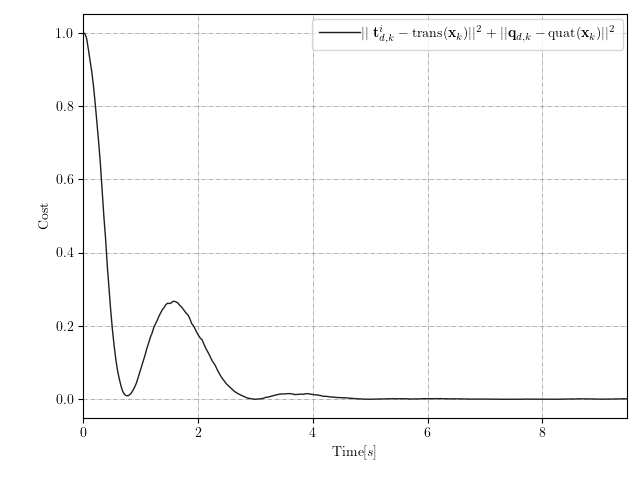 || t^i_{d,k} − trans(x_k)||^2 + ||q_{d,k} − quat(x_k)||^2
1.0
0.8
0.6
0.4
0.2
0.0
Cost
0 2 4 6 8
Time[s]